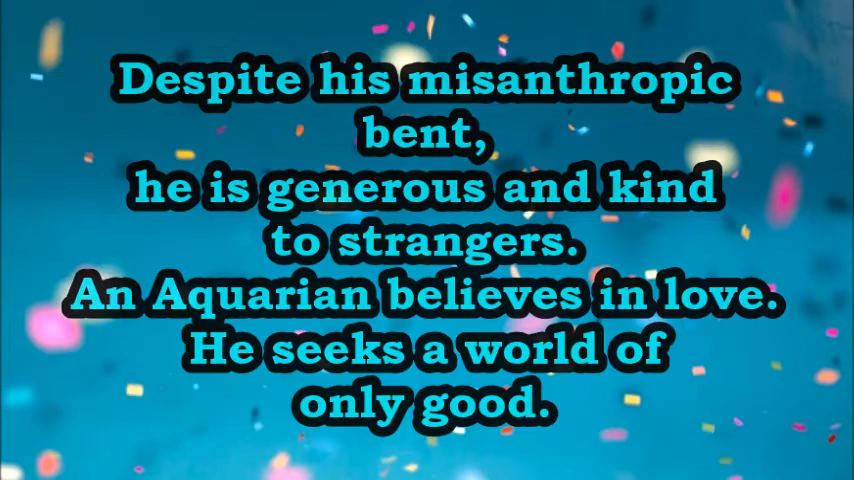 Despite his misanthropic
bent,
he is generous and kind
to strangers.
An Aquarian believes in love.
He seeks a world of
only good.